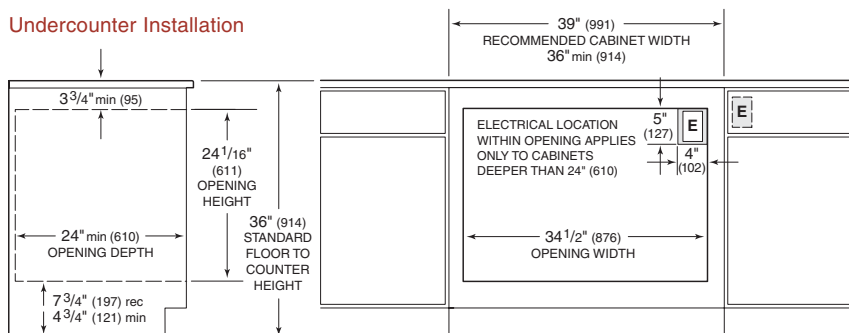 Undercounter Installation
39" (991)
RECOMMENDED CABINET WIDTH
36" min (914)
3 3/4" min (95)
24 1/16"
(611)
OPENING
HEIGHT
24" min (610)
OPENING DEPTH
36" (914)
STANDARD
FLOOR TO
COUNTER
HEIGHT
7 3/4" (197) rec
4 3/4" (121) min
ELECTRICAL LOCATION
WITHIN OPENING APPLIES
ONLY TO CABINETS
DEEPER THAN 24" (610)
5"
(127)
E
4"
(102)
E
34 1/2" (876)
OPENING WIDTH